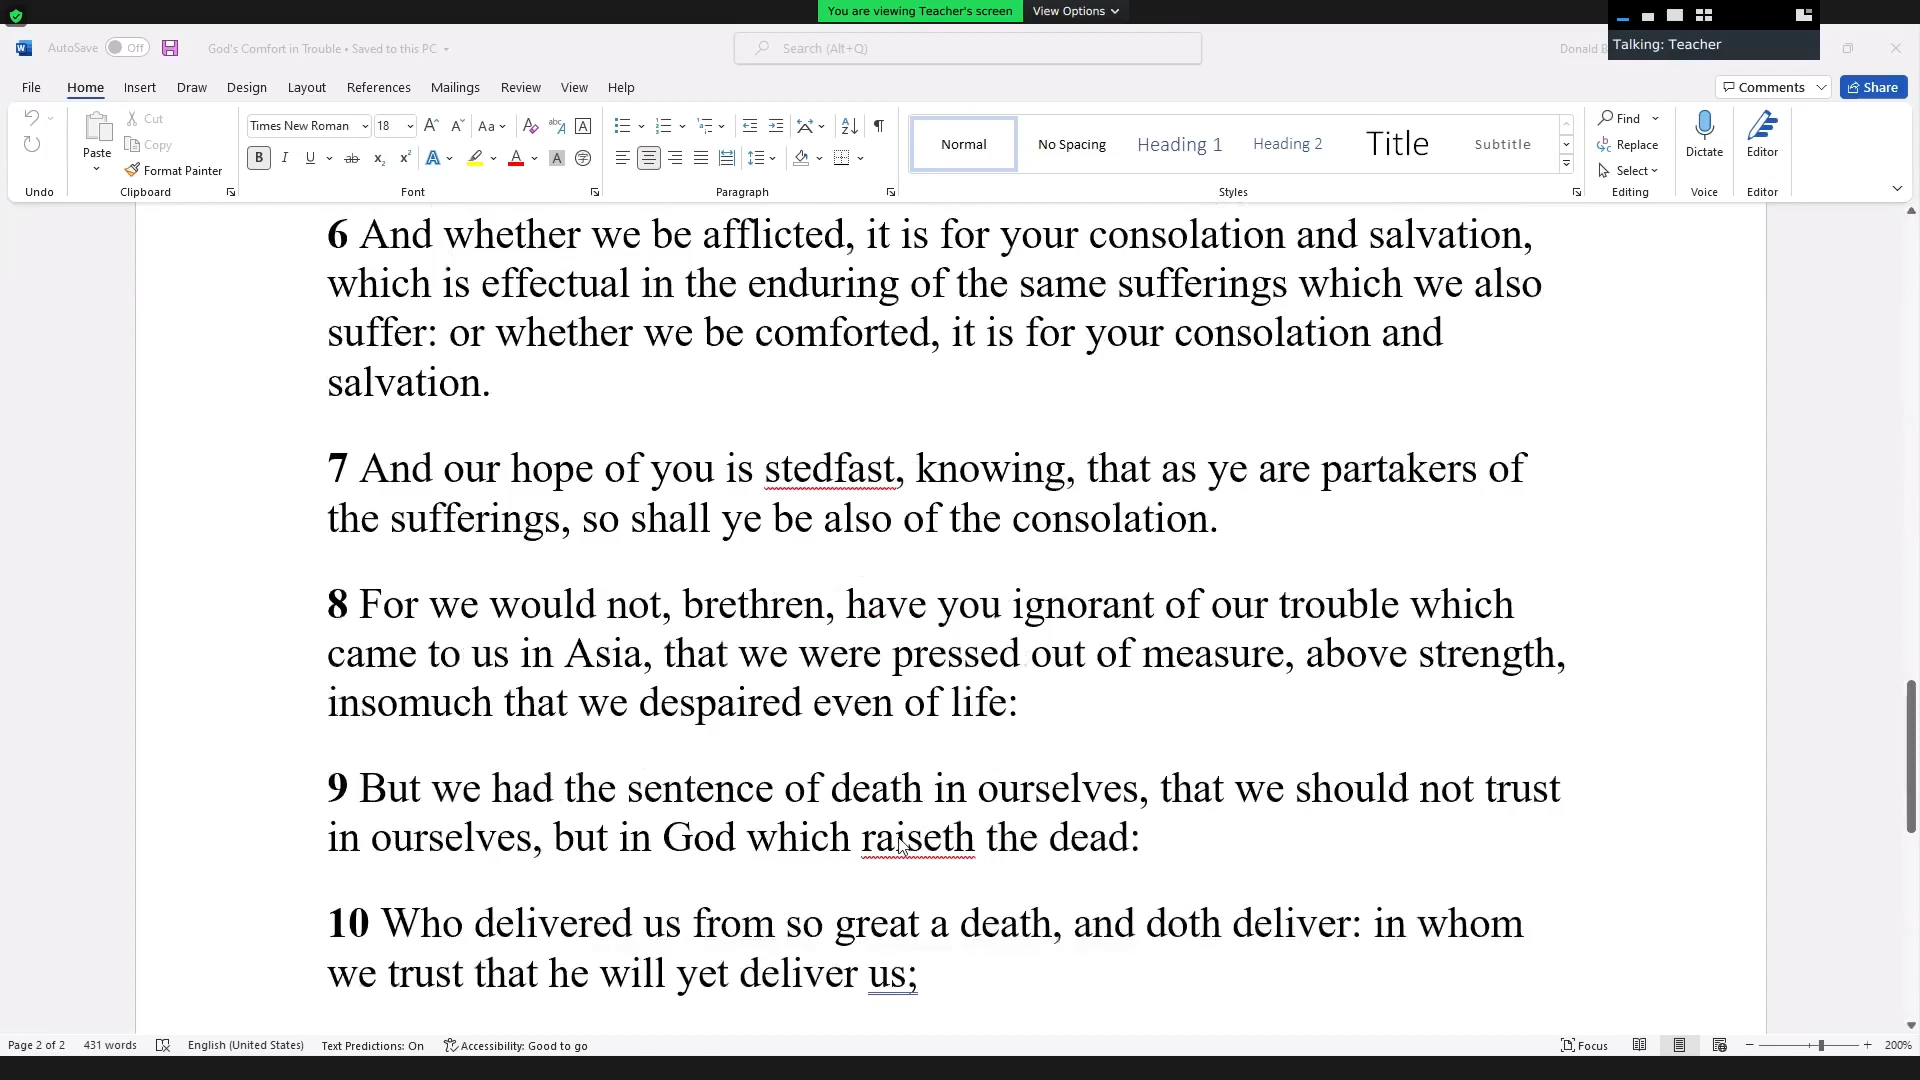 You are viewing Teacher's screen View Options
Talking: Teacher
AutoSave Off God's Comfort in Trouble • Saved to this PC Search (Alt+Q) Donald B
File Home Insert Draw Design Layout References Mailings Review View Help Comments Share
Undo
Paste Cut Copy Format Painter Clipboard
Times New Roman 18 Font
Paragraph
Normal No Spacing Heading 1 Heading 2 Title Subtitle Styles
Find Replace Select Editing
Dictate Voice
Editor Editor
6 And whether we be afflicted, it is for your consolation and salvation,
which is effectual in the enduring of the same sufferings which we also
suffer: or whether we be comforted, it is for your consolation and
salvation.
7 And our hope of you is stedfast, knowing, that as ye are partakers of
the sufferings, so shall ye be also of the consolation.
8 For we would not, brethren, have you ignorant of our trouble which
came to us in Asia, that we were pressed out of measure, above strength,
insomuch that we despaired even of life:
9 But we had the sentence of death in ourselves, that we should not trust
in ourselves, but in God which raiseth the dead:
10 Who delivered us from so great a death, and doth deliver: in whom
we trust that he will yet deliver us;
Page 2 of 2 431 words English (United States) Text Predictions: On Accessibility: Good to go Focus 200%